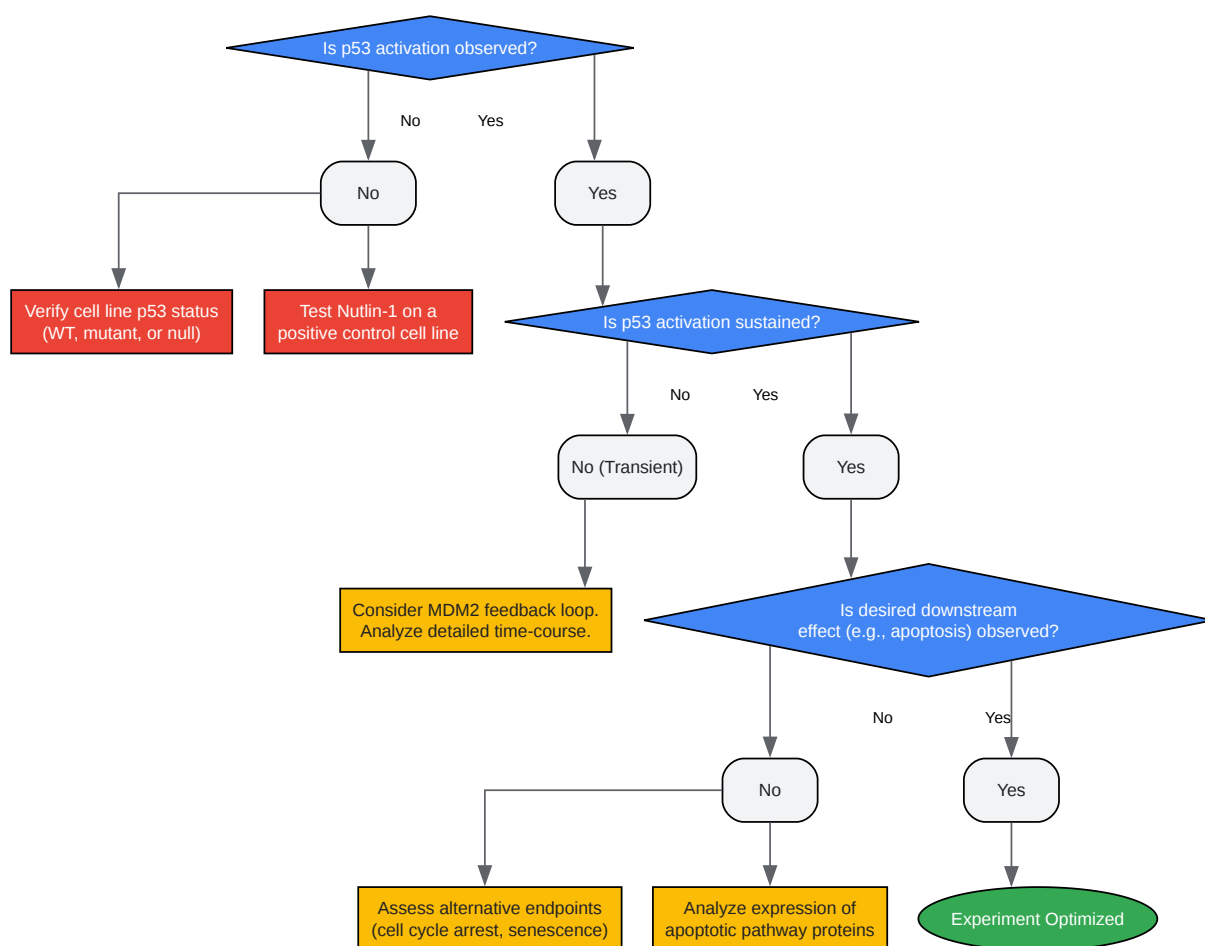 Is p53 activation observed?
No
Yes
No
Yes
Verify cell line p53 status
(WT, mutant, or null)
Test Nutlin-1 on a
positive control cell line
Is p53 activation sustained?
No
Yes
No (Transient)
Yes
Consider MDM2 feedback loop.
Analyze detailed time-course.
Is desired downstream
effect (e.g., apoptosis) observed?
No
Yes
No
Yes
Assess alternative endpoints
(cell cycle arrest, senescence)
Analyze expression of
apoptotic pathway proteins
Experiment Optimized